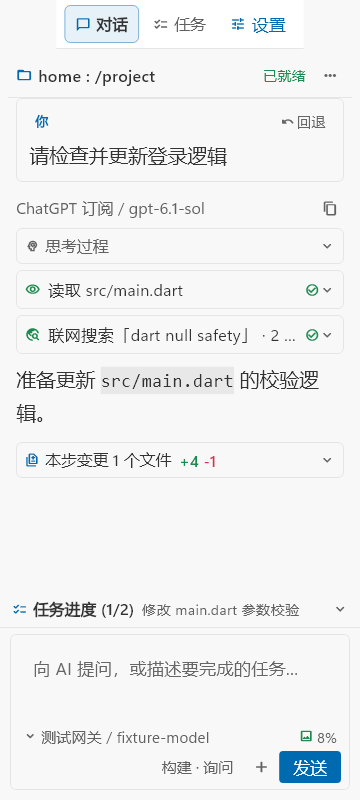 对话 任务 设置
home : /project 已就绪
你 回退
请检查并更新登录逻辑
ChatGPT 订阅 / gpt-6.1-sol
思考过程
读取 src/main.dart
联网搜索「dart null safety」 · 2 ...
准备更新 src/main.dart 的校验逻
辑。
本步变更 1 个文件 +4 -1
任务进度 (1/2) 修改 main.dart 参数校验
向 AI 提问，或描述要完成的任务...
测试网关 / fixture-model 8%
构建 · 询问 + 发送